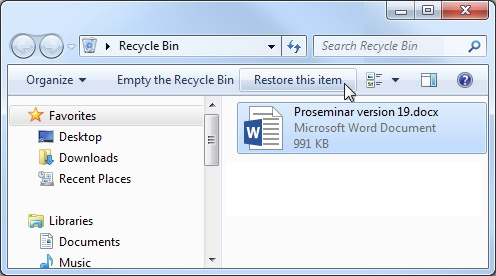 Recycle Bin
Search Recycle Bin
Organize Empty the Recycle Bin Restore this item
Favorites
Desktop
Downloads
Recent Places
Libraries
Documents
Music
Proseminar version 19.docx
Microsoft Word Document
991 KB